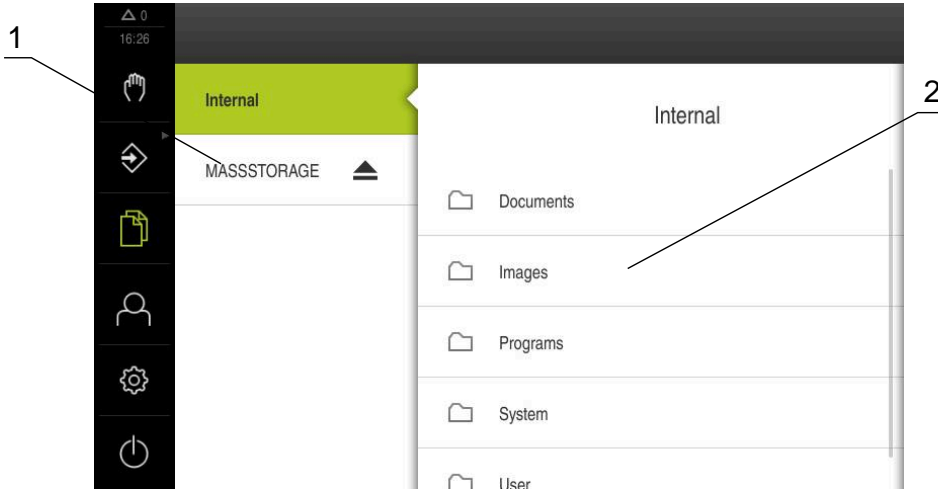 1
0
16:26
Internal
MASSSTORAGE
Internal
2
Documents
Images
Programs
System
User